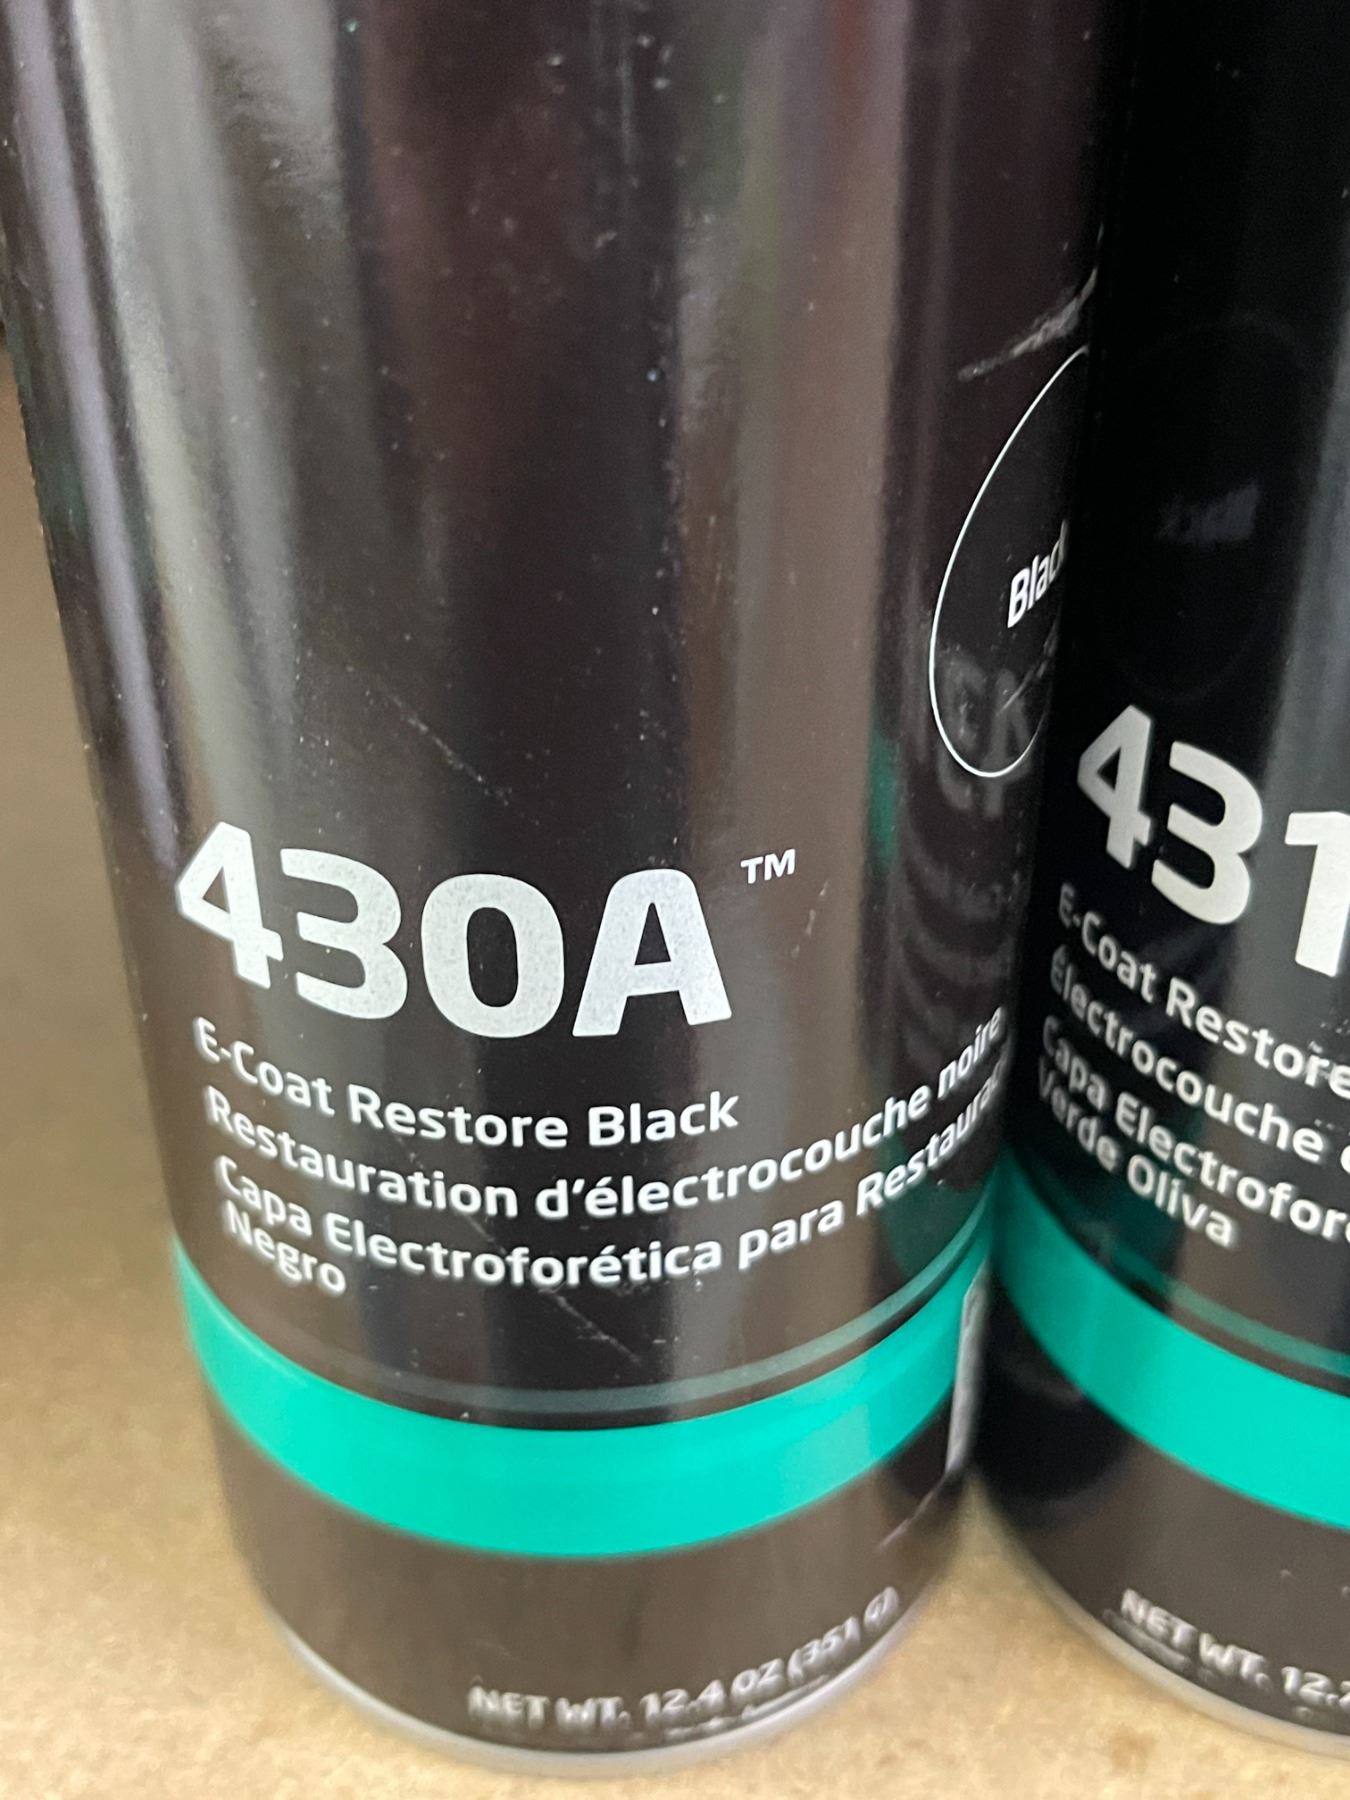 Black
430A™
E-Coat Restore Black
Restauration d'électrocouche noire
Capa Electroforética para Restaurar
Negro
NET WT. 12.4 OZ (351 g)
431
E-Coat Restore
Électrocouche
Capa Electrofor
Verde Oliva
NET WT. 12.